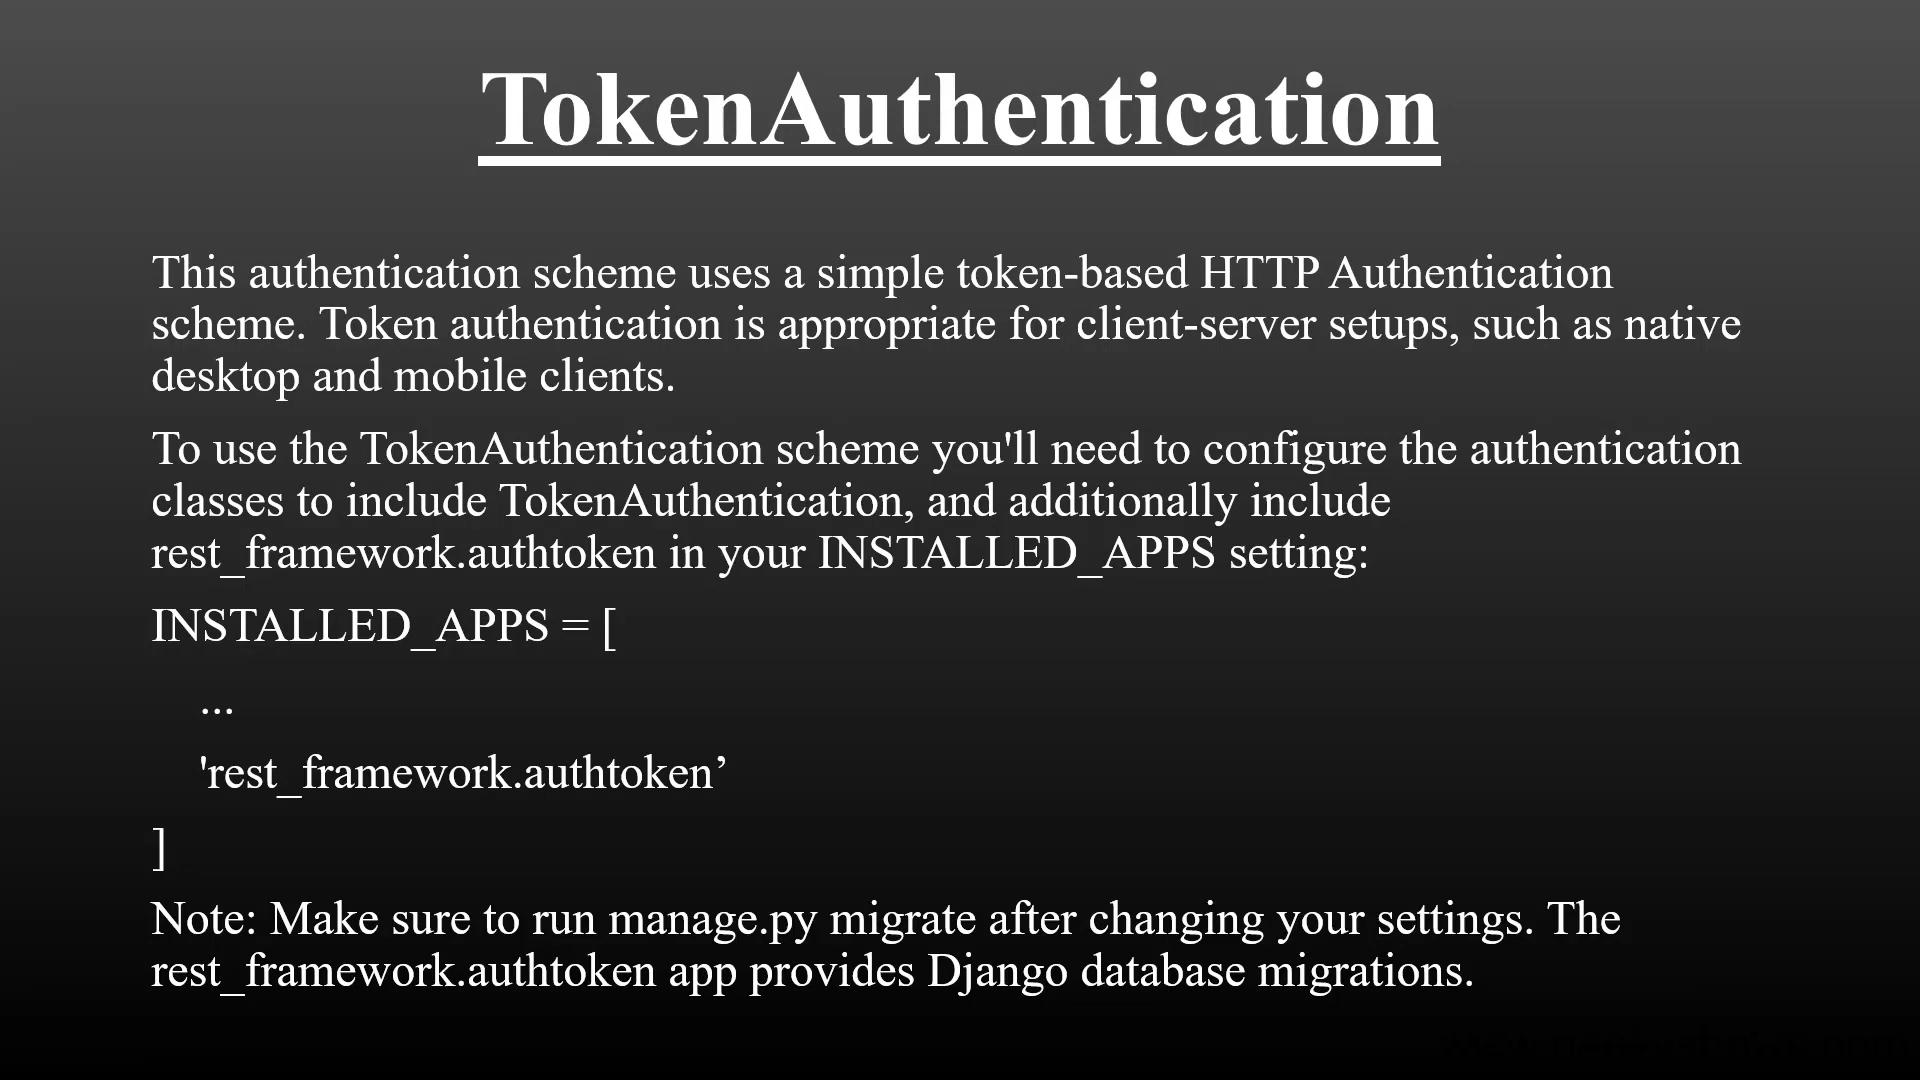 TokenAuthentication
This authentication scheme uses a simple token-based HTTP Authentication
scheme. Token authentication is appropriate for client-server setups, such as native
desktop and mobile clients.
To use the TokenAuthentication scheme you'll need to configure the authentication
classes to include TokenAuthentication, and additionally include
rest_framework.authtoken in your INSTALLED_APPS setting:
INSTALLED_APPS = [
...
'rest_framework.authtoken’
]
Note: Make sure to run manage.py migrate after changing your settings. The
rest_framework.authtoken app provides Django database migrations.